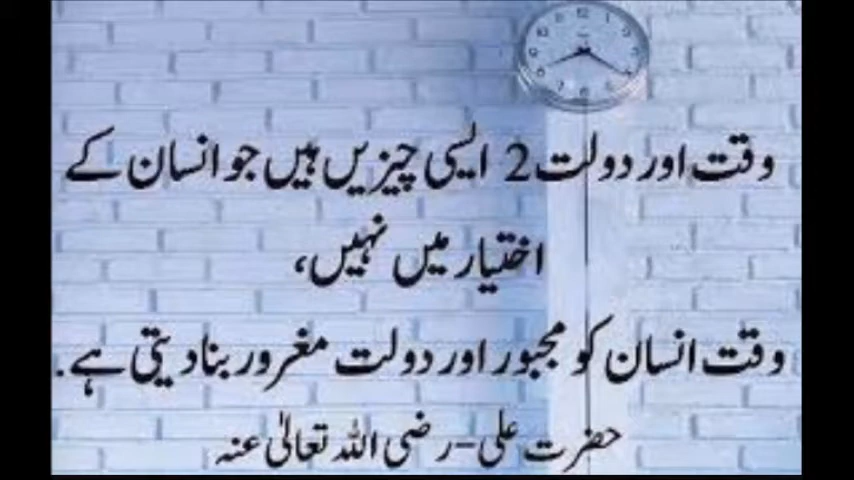 وقت اور دولت 2 ایسی چیزیں ہیں جو انسان کے
اختیار میں نہیں،
وقت انسان کو مجبور اور دولت مغرور بنا دیتی ہے.
حضرت علی-رضی اللہ تعالیٰ عنہ